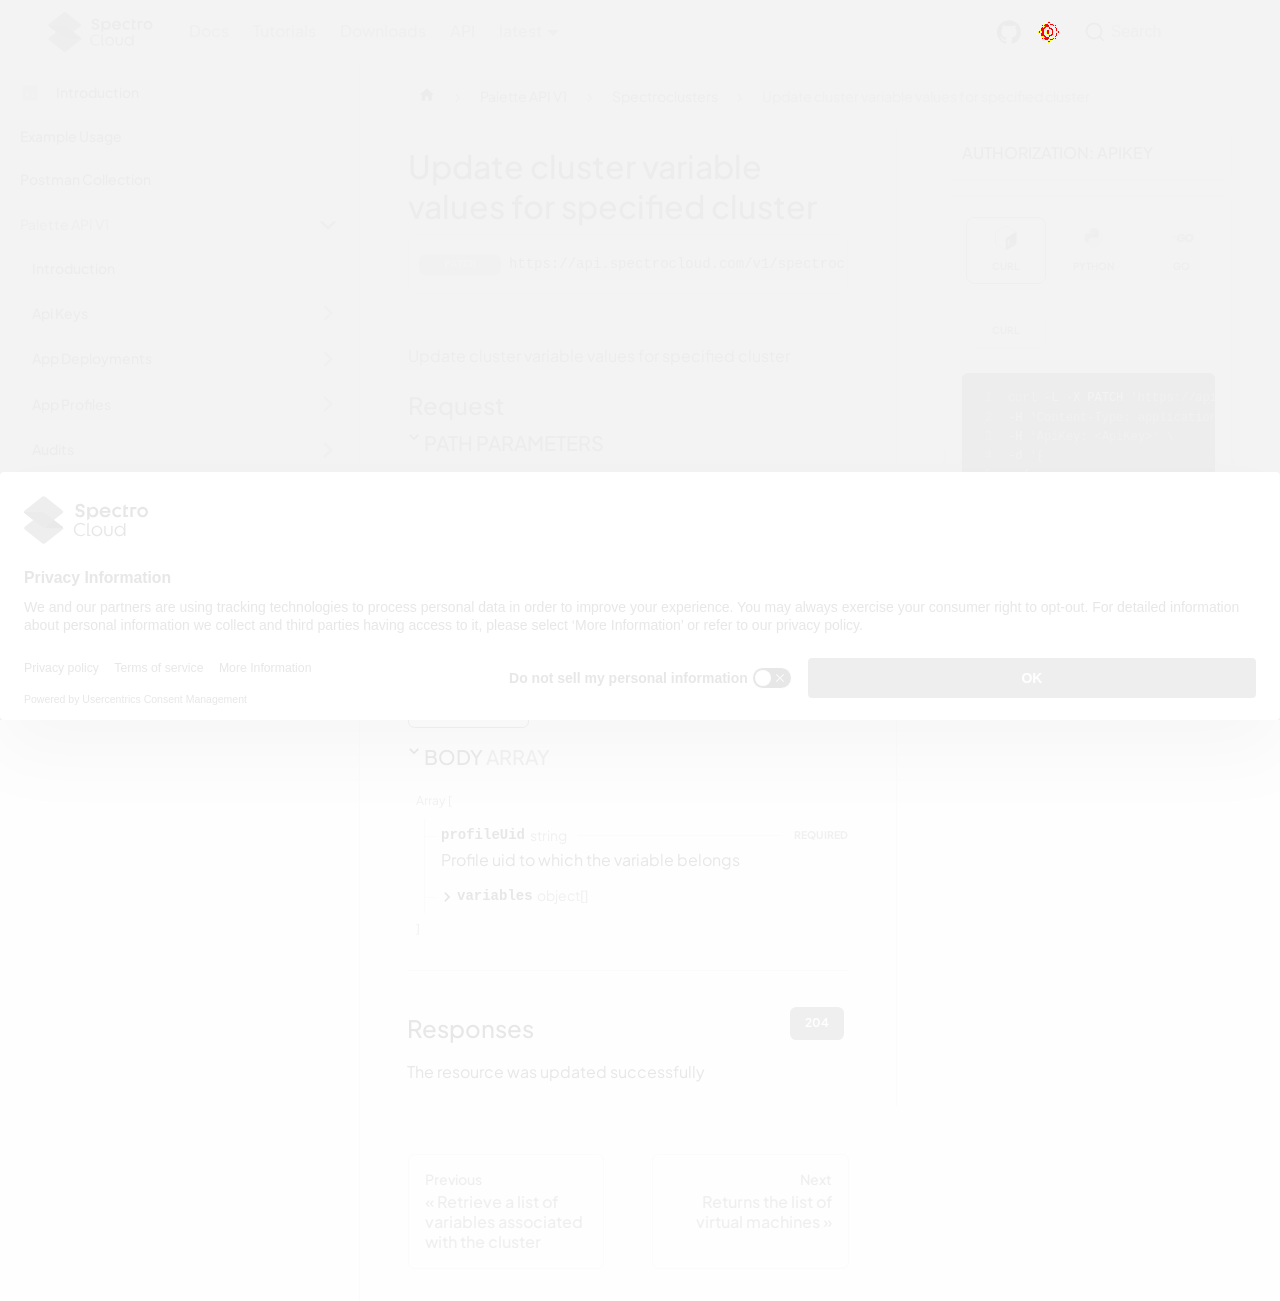 Spectro Cloud
Docs Tutorials Downloads API latest
Search
Introduction
Example Usage
Postman Collection
Palette API V1
Introduction
Api Keys
App Deployments
App Profiles
Audits
Palette API V1
Spectroclusters
Update cluster variable values for specified cluster
Update cluster variable
values for specified cluster
https://api.spectrocloud.com/v1/spectroc
Update cluster variable values for specified cluster
Request
PATH PARAMETERS
AUTHORIZATION: APIKEY
CURL PYTHON GO
CURL
Spectro
Cloud
Privacy Information
We and our partners are using tracking technologies to process personal data in order to improve your experience. You may always exercise your consumer right to opt-out. For detailed information
about personal information we collect and third parties having access to it, please select 'More Information' or refer to our privacy policy.
Privacy policy Terms of service More Information
Powered by Usercentrics Consent Management
Do not sell my personal information
OK
BODY ARRAY
Array [
profileUid string REQUIRED
Profile uid to which the variable belongs
variables object[]
]
Responses
204
The resource was updated successfully
Previous
« Retrieve a list of
variables associated
with the cluster
Next
Returns the list of
virtual machines »